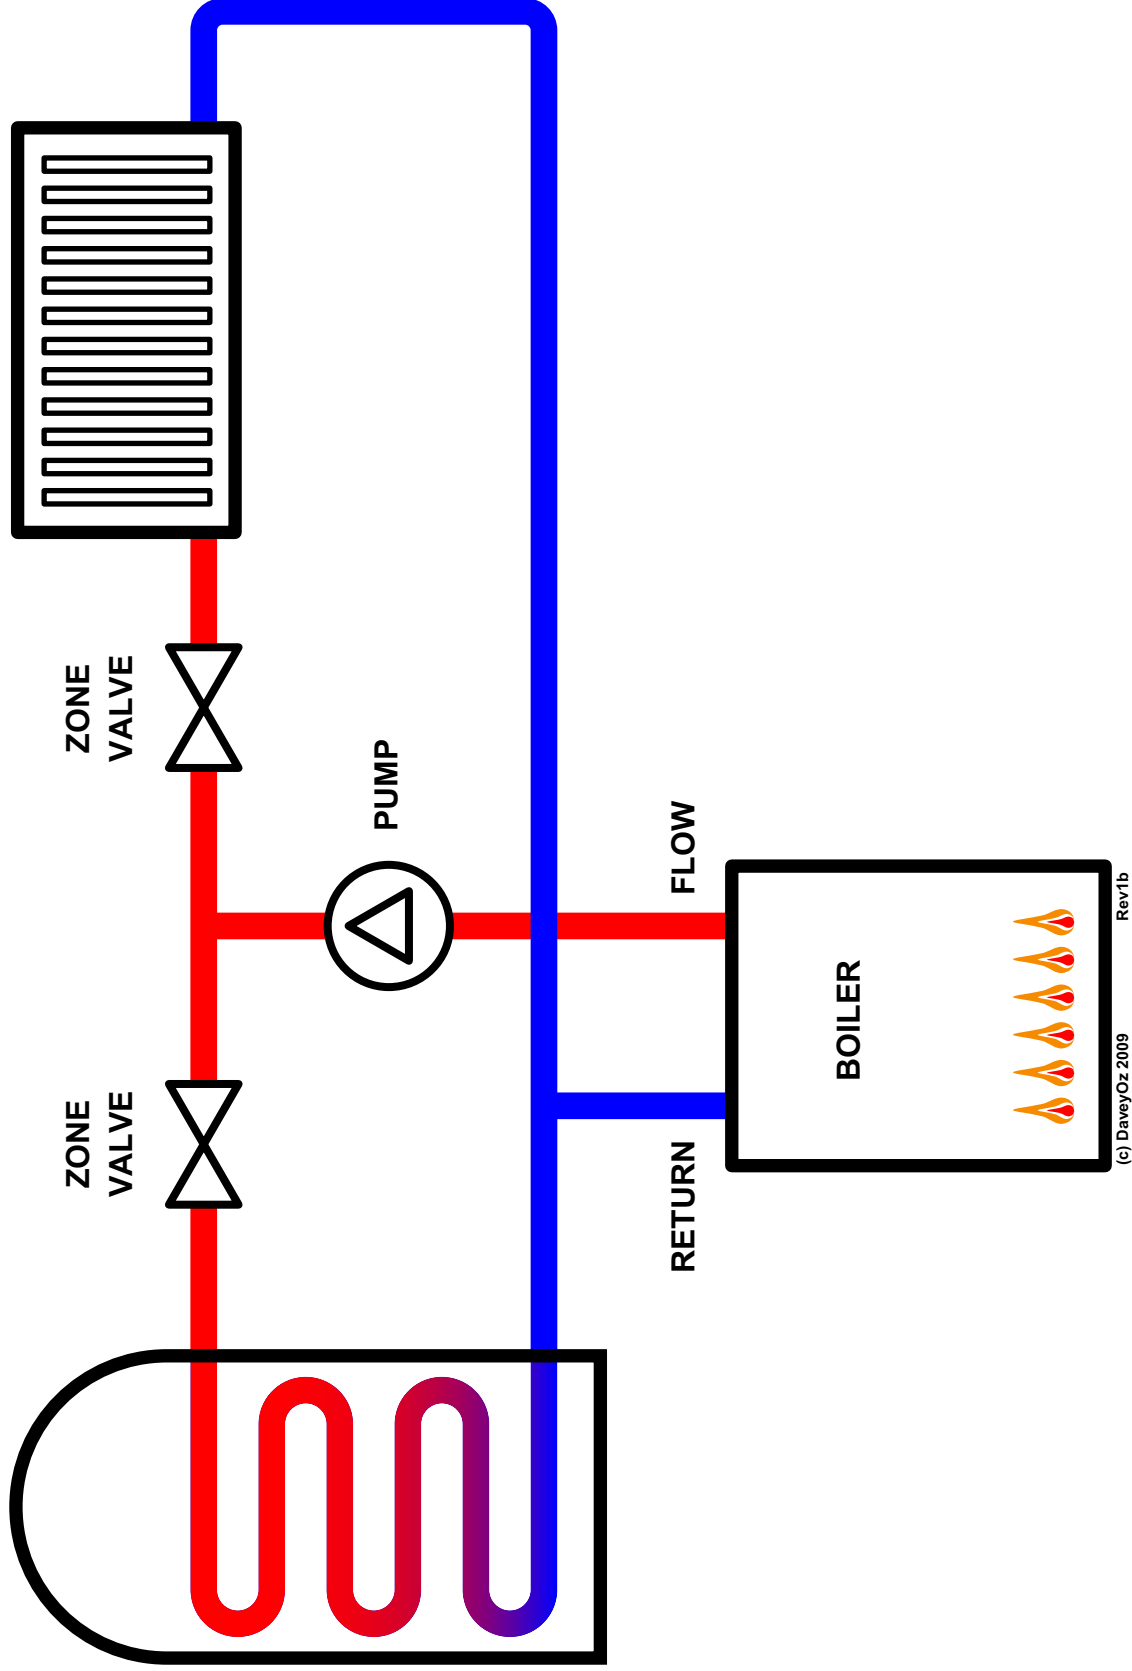 ZONE
VALVE
ZONE
VALVE
PUMP
RETURN
FLOW
BOILER
(c) DaveyOz 2009
Rev1b